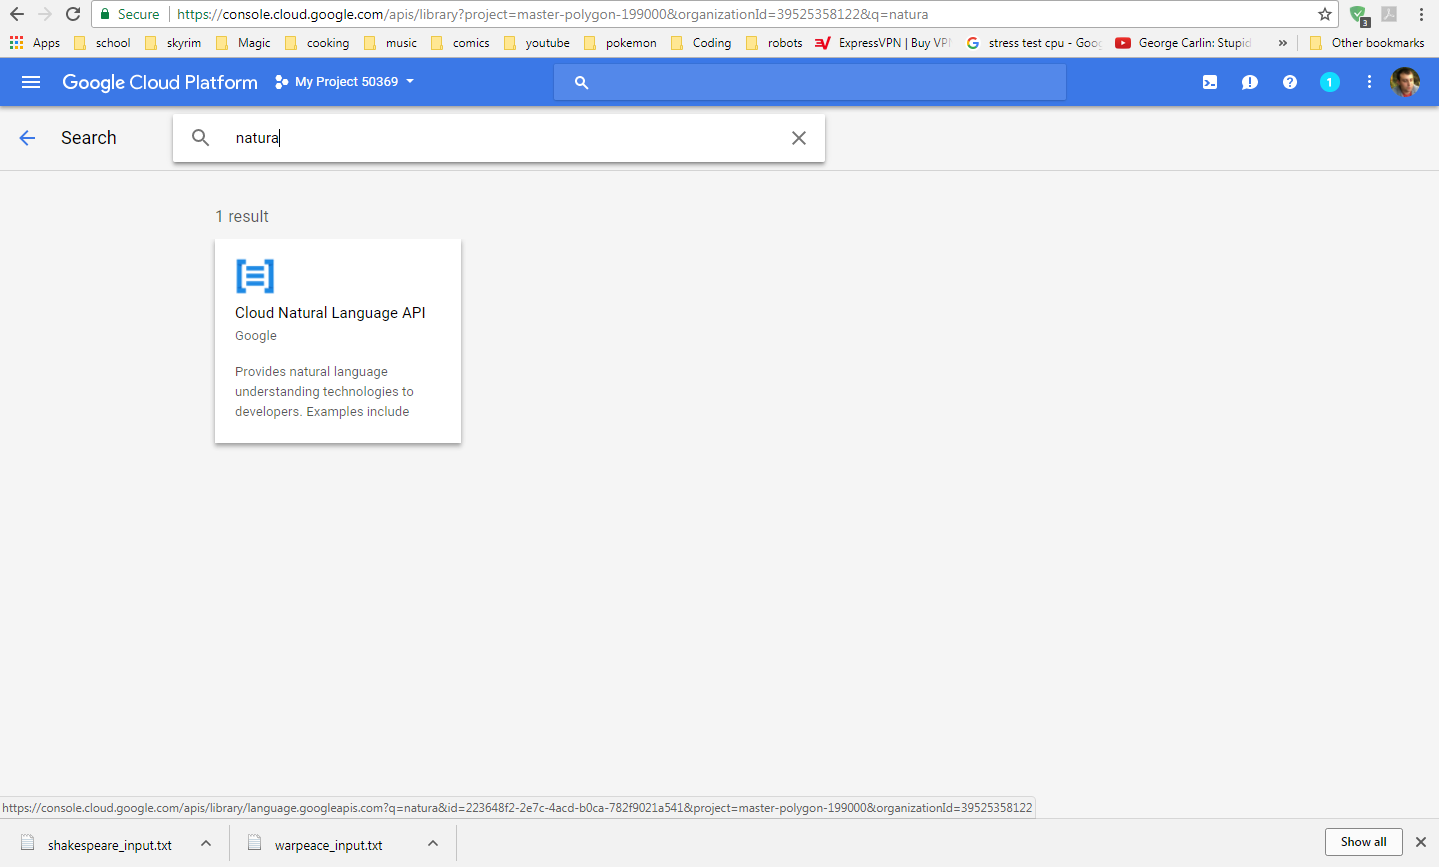 Secure https://console.cloud.google.com/apis/library?project=master-polygon-199000&organizationId=39525358122&q=natura 3
Apps school skyrim Magic cooking music comics youtube pokemon Coding robots ExpressVPN | Buy VPN stress test cpu - Goog George Carlin: Stupid » Other bookmarks
Google Cloud Platform My Project 50369 1
Search natura
1 result
Cloud Natural Language API
Google
Provides natural language
understanding technologies to
developers. Examples include
https://console.cloud.google.com/apis/library/language.googleapis.com?q=natura&id=223648f2-2e7c-4acd-b0ca-782f9021a541&project=master-polygon-199000&organizationId=39525358122
shakespeare_input.txt warpeace_input.txt Show all